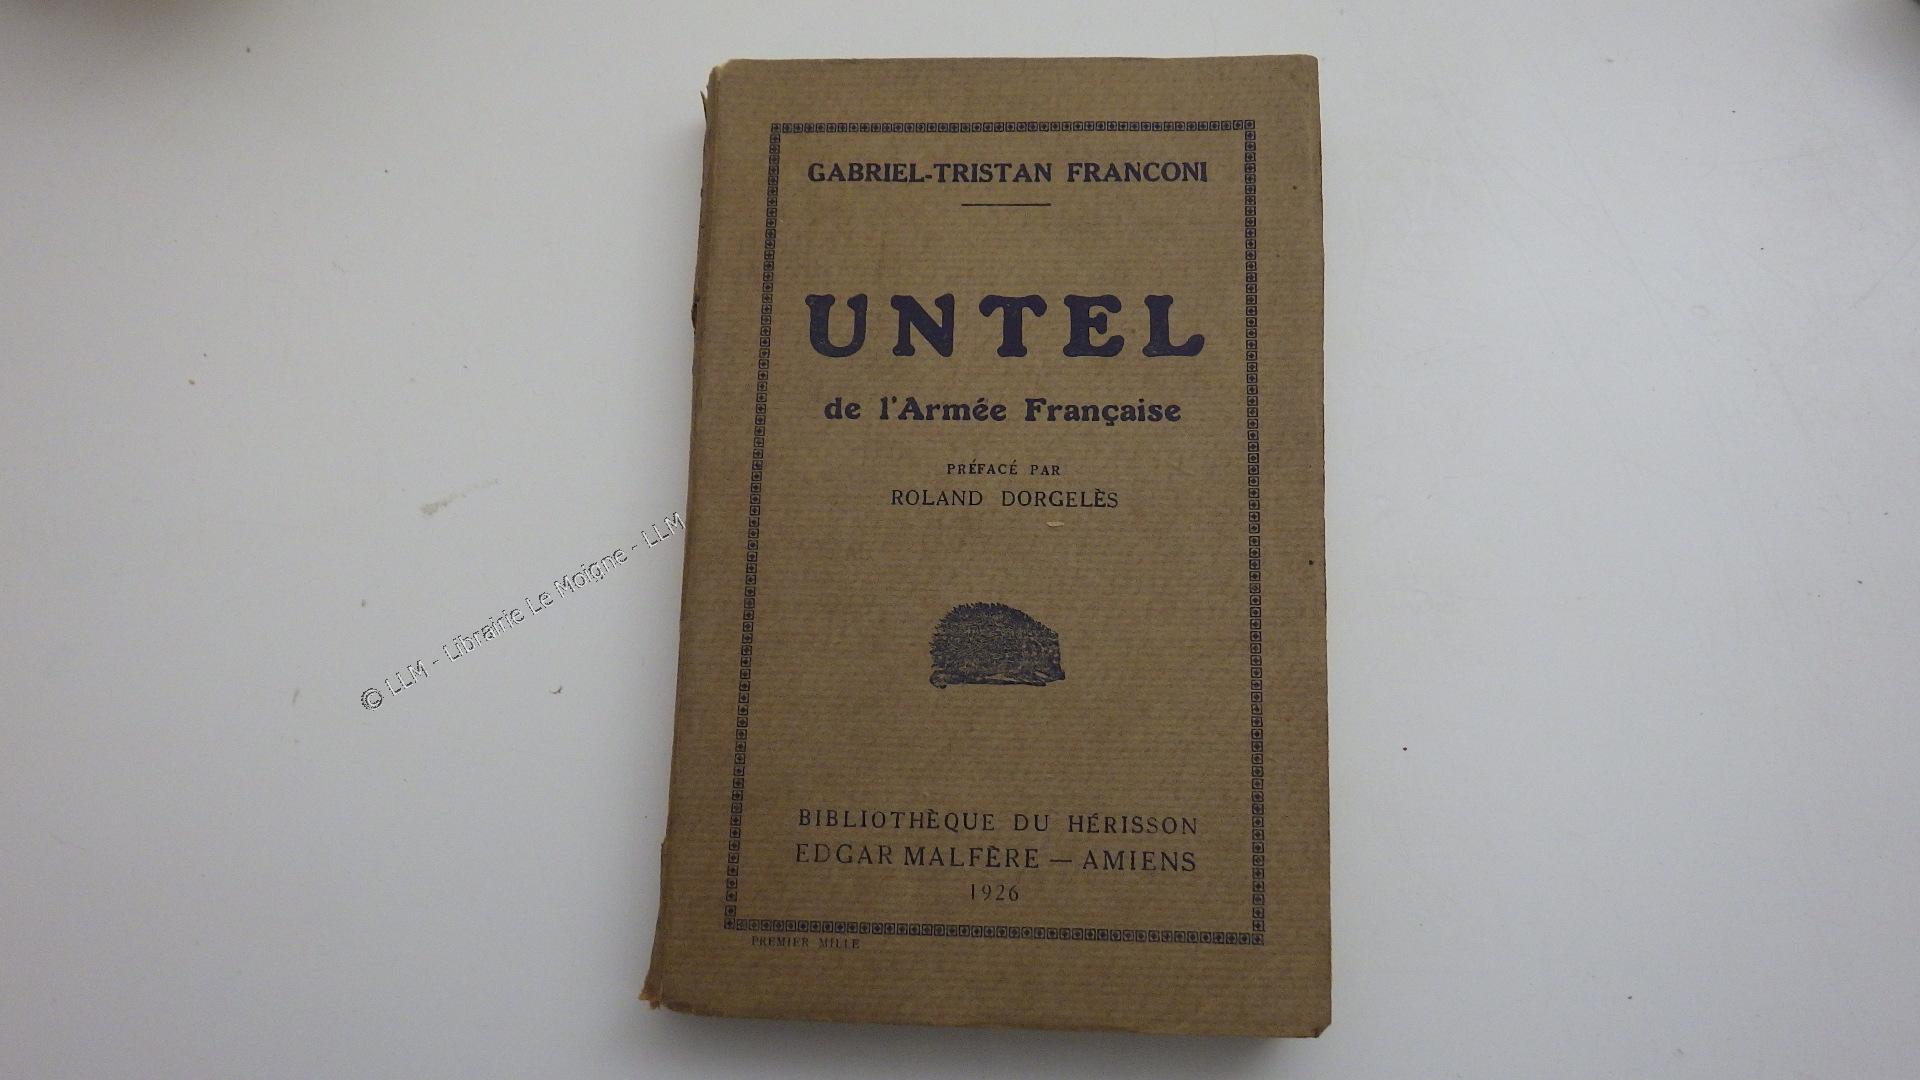 GABRIEL-TRISTAN FRANCONI
UNTEL
de l'Armée Française
PRÉFACÉ PAR
ROLAND DORGELÈS
BIBLIOTHÈQUE DU HÉRISSON
EDGAR MALFÈRE — AMIENS
1926
PREMIER MILLE
© LLM - Librairie Le Moigne - LLM